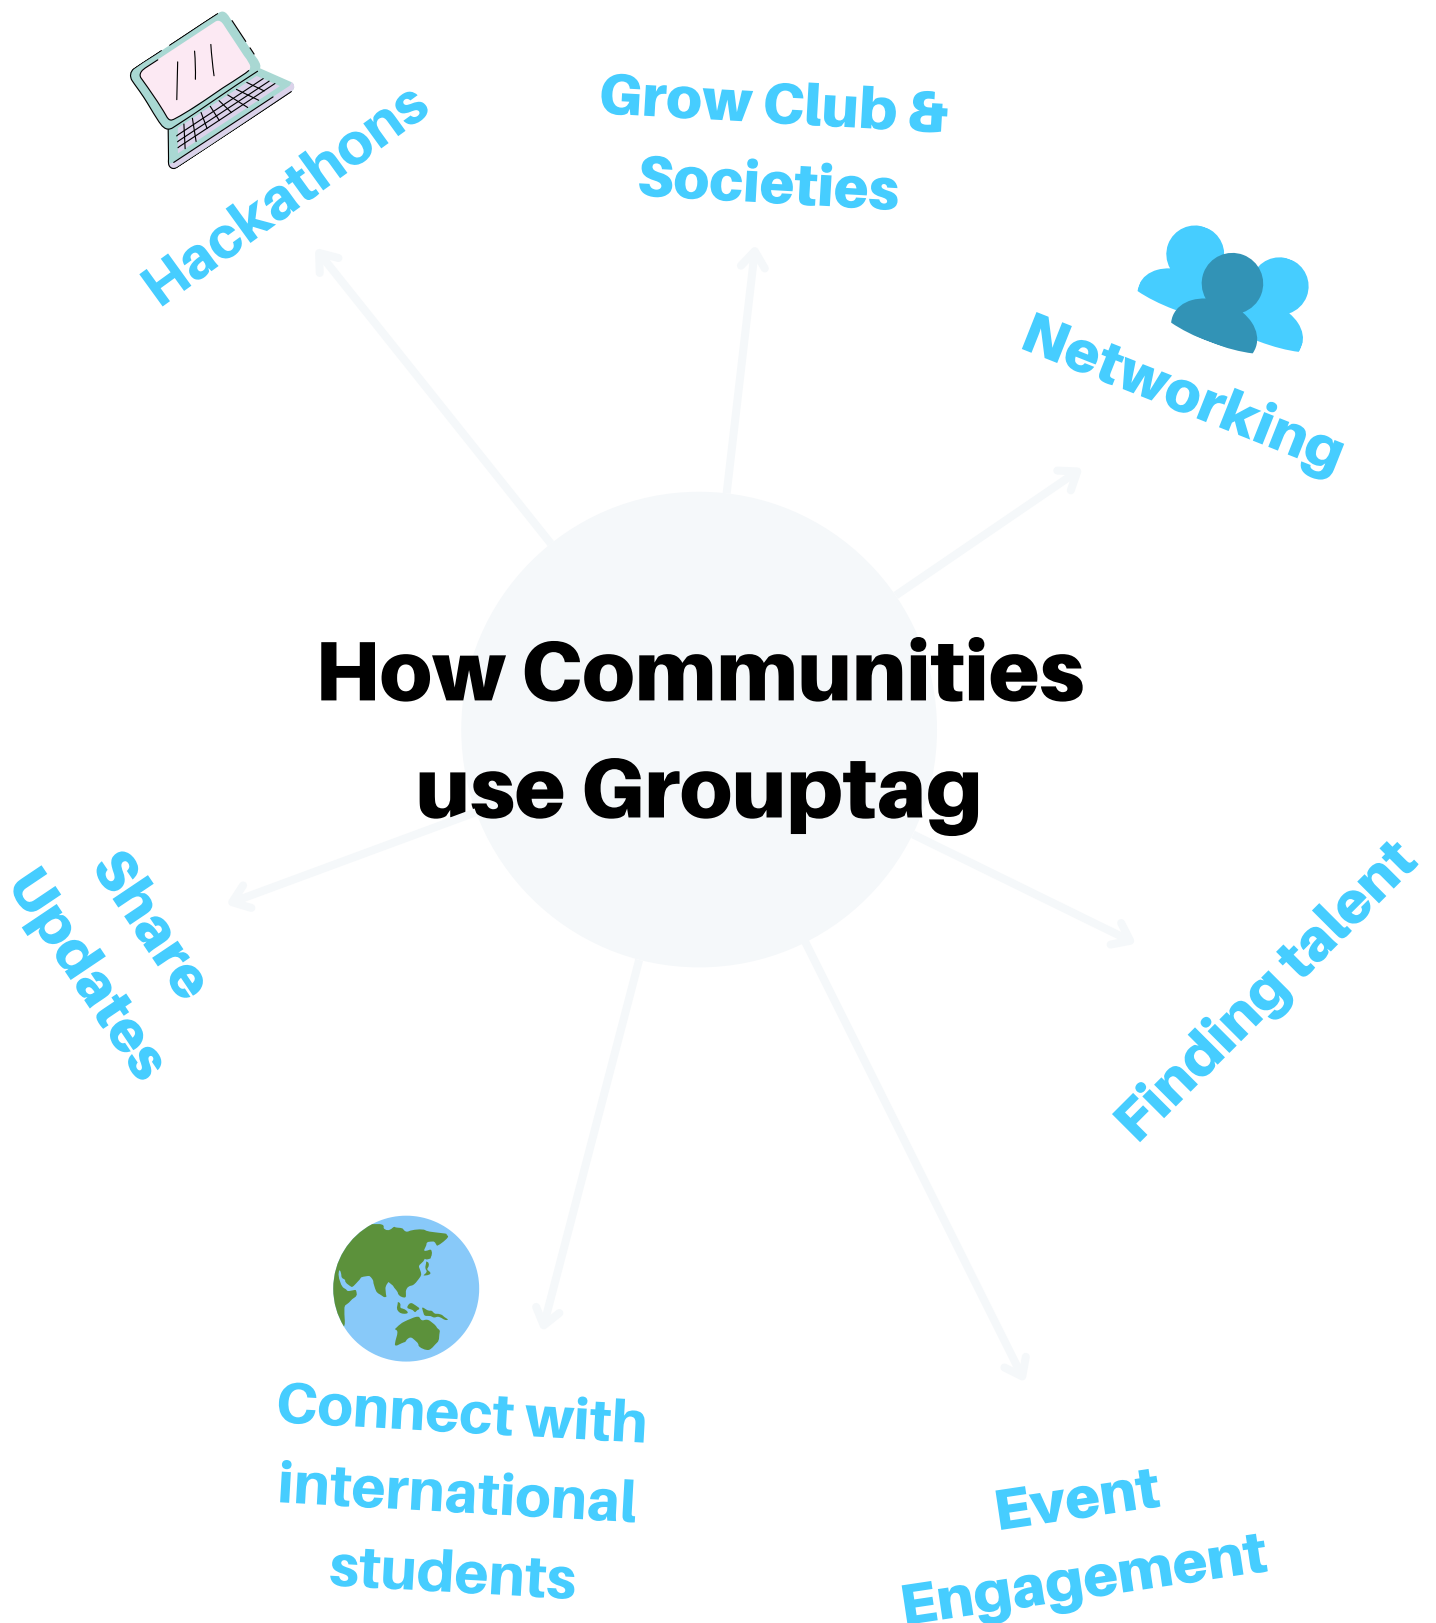 Hackathons
Grow Club &
Societies
Networking
How Communities
use Grouptag
Share
Updates
Finding talent
Connect with
international
students
Event
Engagement